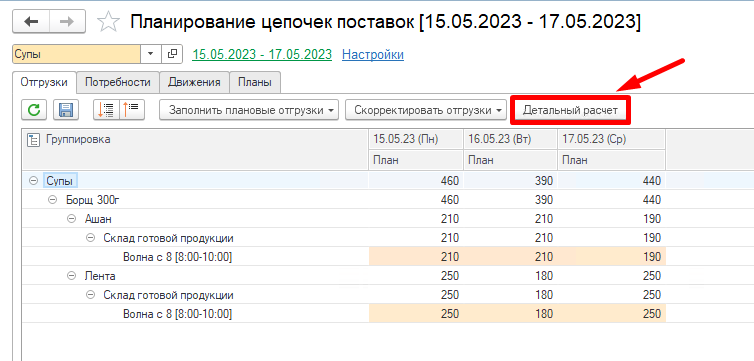 Планирование цепочек поставок [15.05.2023 - 17.05.2023]
Супы 15.05.2023 - 17.05.2023 Настройки
Отгрузки Потребности Движения Планы
Заполнить плановые отгрузки Скорректировать отгрузки Детальный расчет
Группировка 15.05.23 (Пн) 16.05.23 (Вт) 17.05.23 (Ср)
План План План
Супы 460 390 440
Борщ 300г 460 390 440
Ашан 210 210 190
Склад готовой продукции 210 210 190
Волна с 8 [8:00-10:00] 210 210 190
Лента 250 180 250
Склад готовой продукции 250 180 250
Волна с 8 [8:00-10:00] 250 180 250